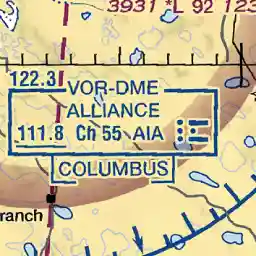 3931 *L 92 123
122.3
VOR-DME
ALLIANCE
111.8 Ch 55 AIA
COLUMBUS
ranch